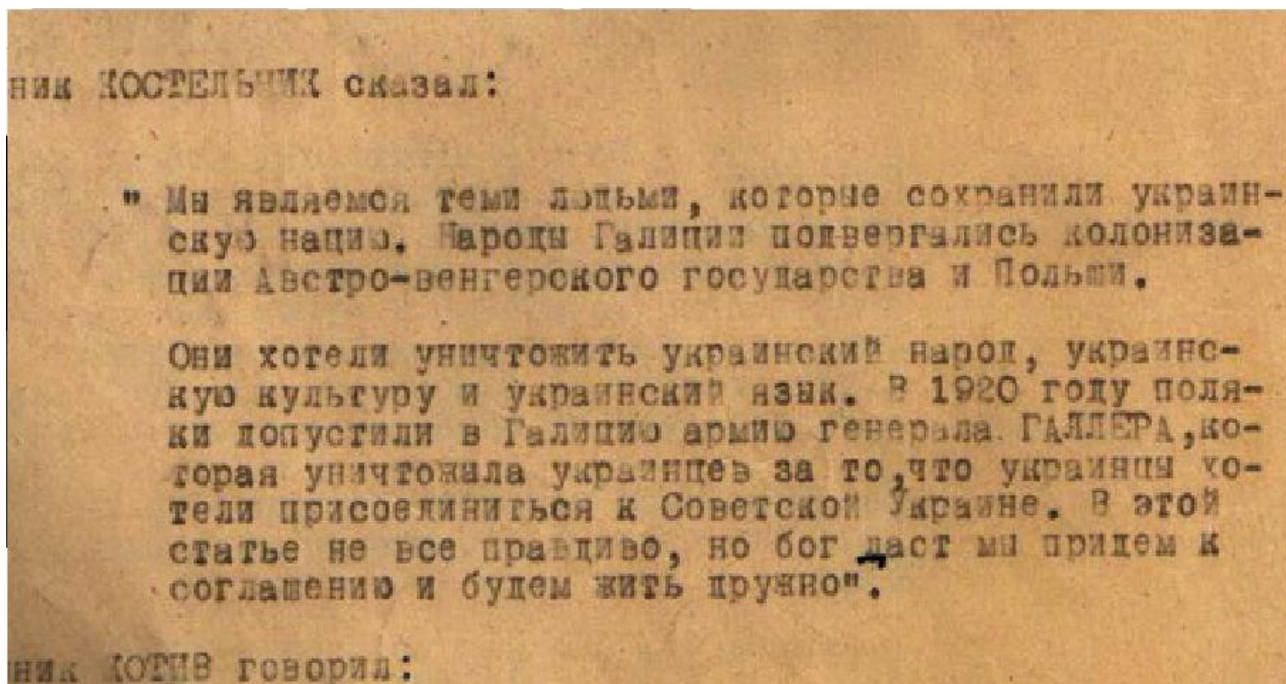 ник КОСТЕЛЬЧИК сказал:
" Мы являемся теми людьми, которые сохранили украин-
скую нацию. Народы Галиции подвергались колониза-
ции Австро-венгерского государства и Польши.
Они хотели уничтожить украинский народ, украинс-
кую культуру и украинский язык. В 1920 году поля-
ки допустили в Галицию армию генерала ГАЛЛЕРА,ко-
торая уничтожила украинцев за то,что украинцы хо-
тели присоединиться к Советской Украине. В этой
статье не все правдиво, но бог даст мы придем к
соглашению и будем жить дружно".
ник КОТИВ говорил: